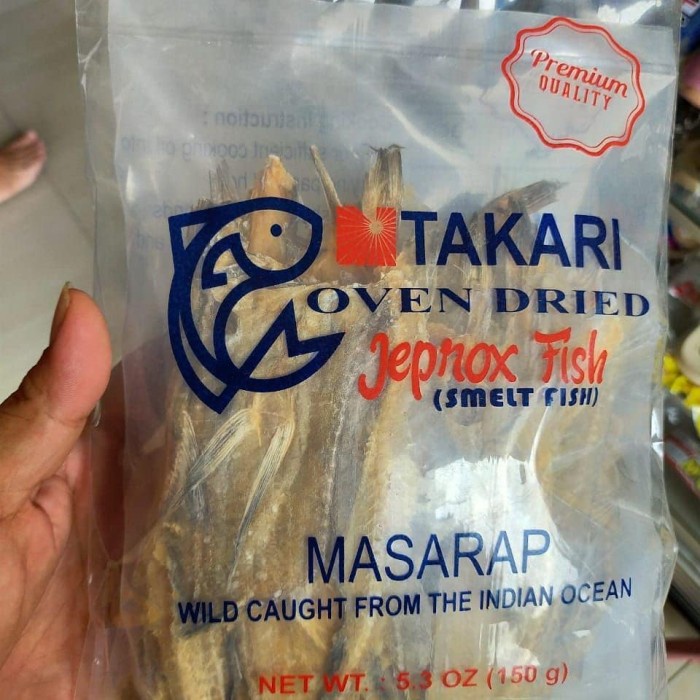 Premium
QUALITY
TAKARI
OVEN DRIED
Jeprox Fish
(SMELT FISH)
MASARAP
WILD CAUGHT FROM THE INDIAN OCEAN
NET WT. : 5.3 OZ (150 g)